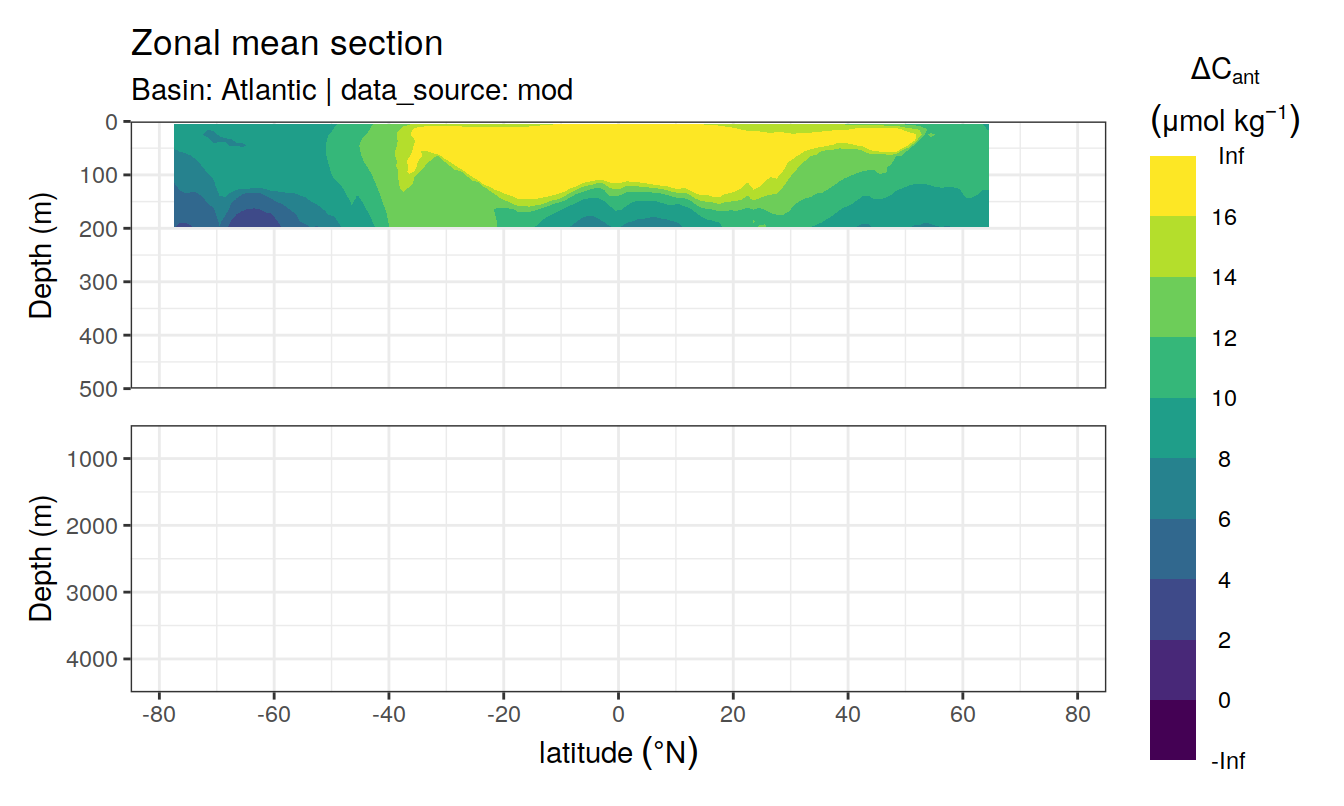 Zonal mean section
Basin: Atlantic | data_source: mod
ΔCant
(μmol kg⁻¹)
Inf
16
14
12
10
8
6
4
2
0
-Inf
Depth (m)
0
100
200
300
400
500
Depth (m)
1000
2000
3000
4000
-80 -60 -40 -20 0 20 40 60 80
latitude (°N)